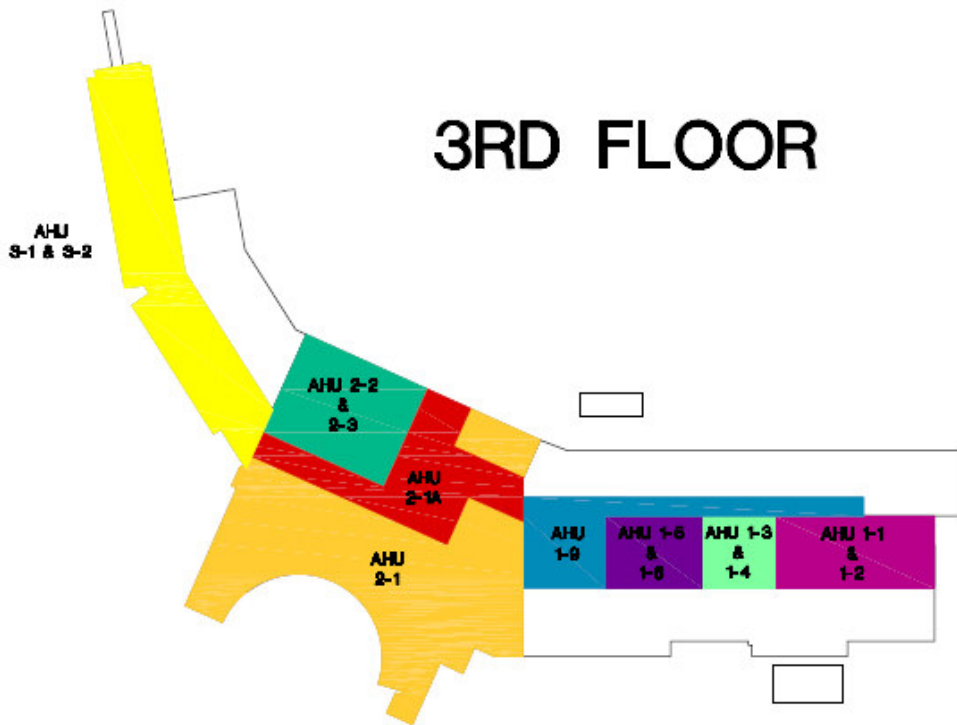 3RD FLOOR
AHU
3-1 & 3-2
AHU 2-2
&
2-3
AHU
2-1A
AHU
2-1
AHU
1-9
AHU 1-5
&
1-6
AHU 1-3
&
1-4
AHU 1-1
&
1-2